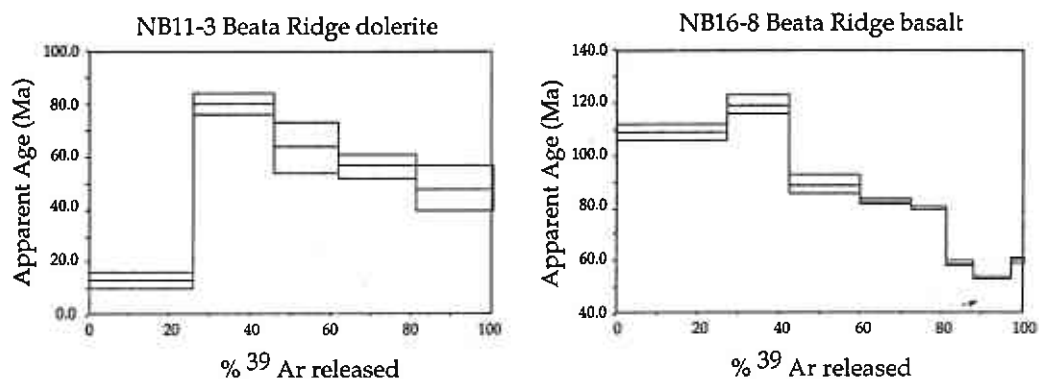 NB11-3 Beata Ridge dolerite
100.0
80.0
60.0
40.0
20.0
0.0
Apparent Age (Ma)
0 20 40 60 80 100
% 39 Ar released
NB16-8 Beata Ridge basalt
140.0
120.0
100.0
80.0
60.0
40.0
Apparent Age (Ma)
0 20 40 60 80 100
% 39 Ar released